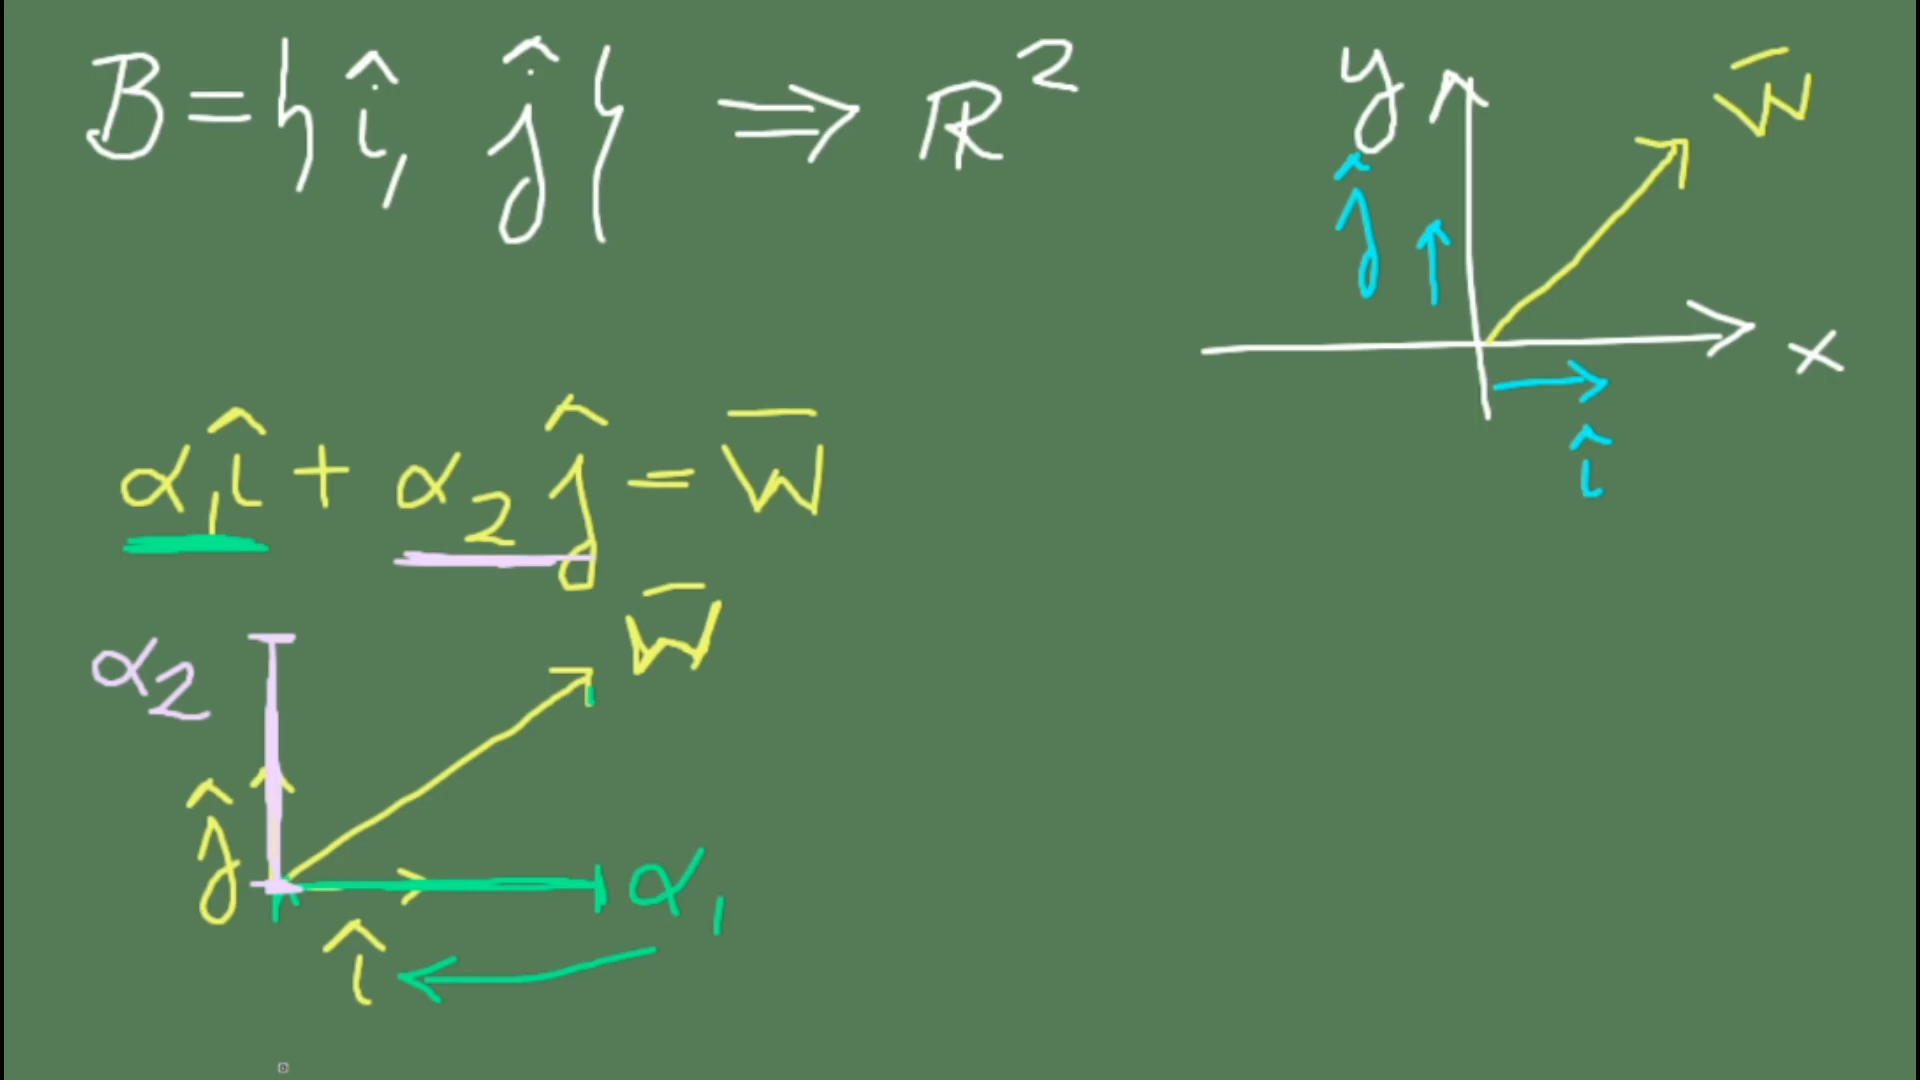 B = { î, ĵ } ⇒ ℝ²
y
w̄
ĵ
x
î
α₁î + α₂ĵ = w̄
w̄
α₂
ĵ
α₁
î